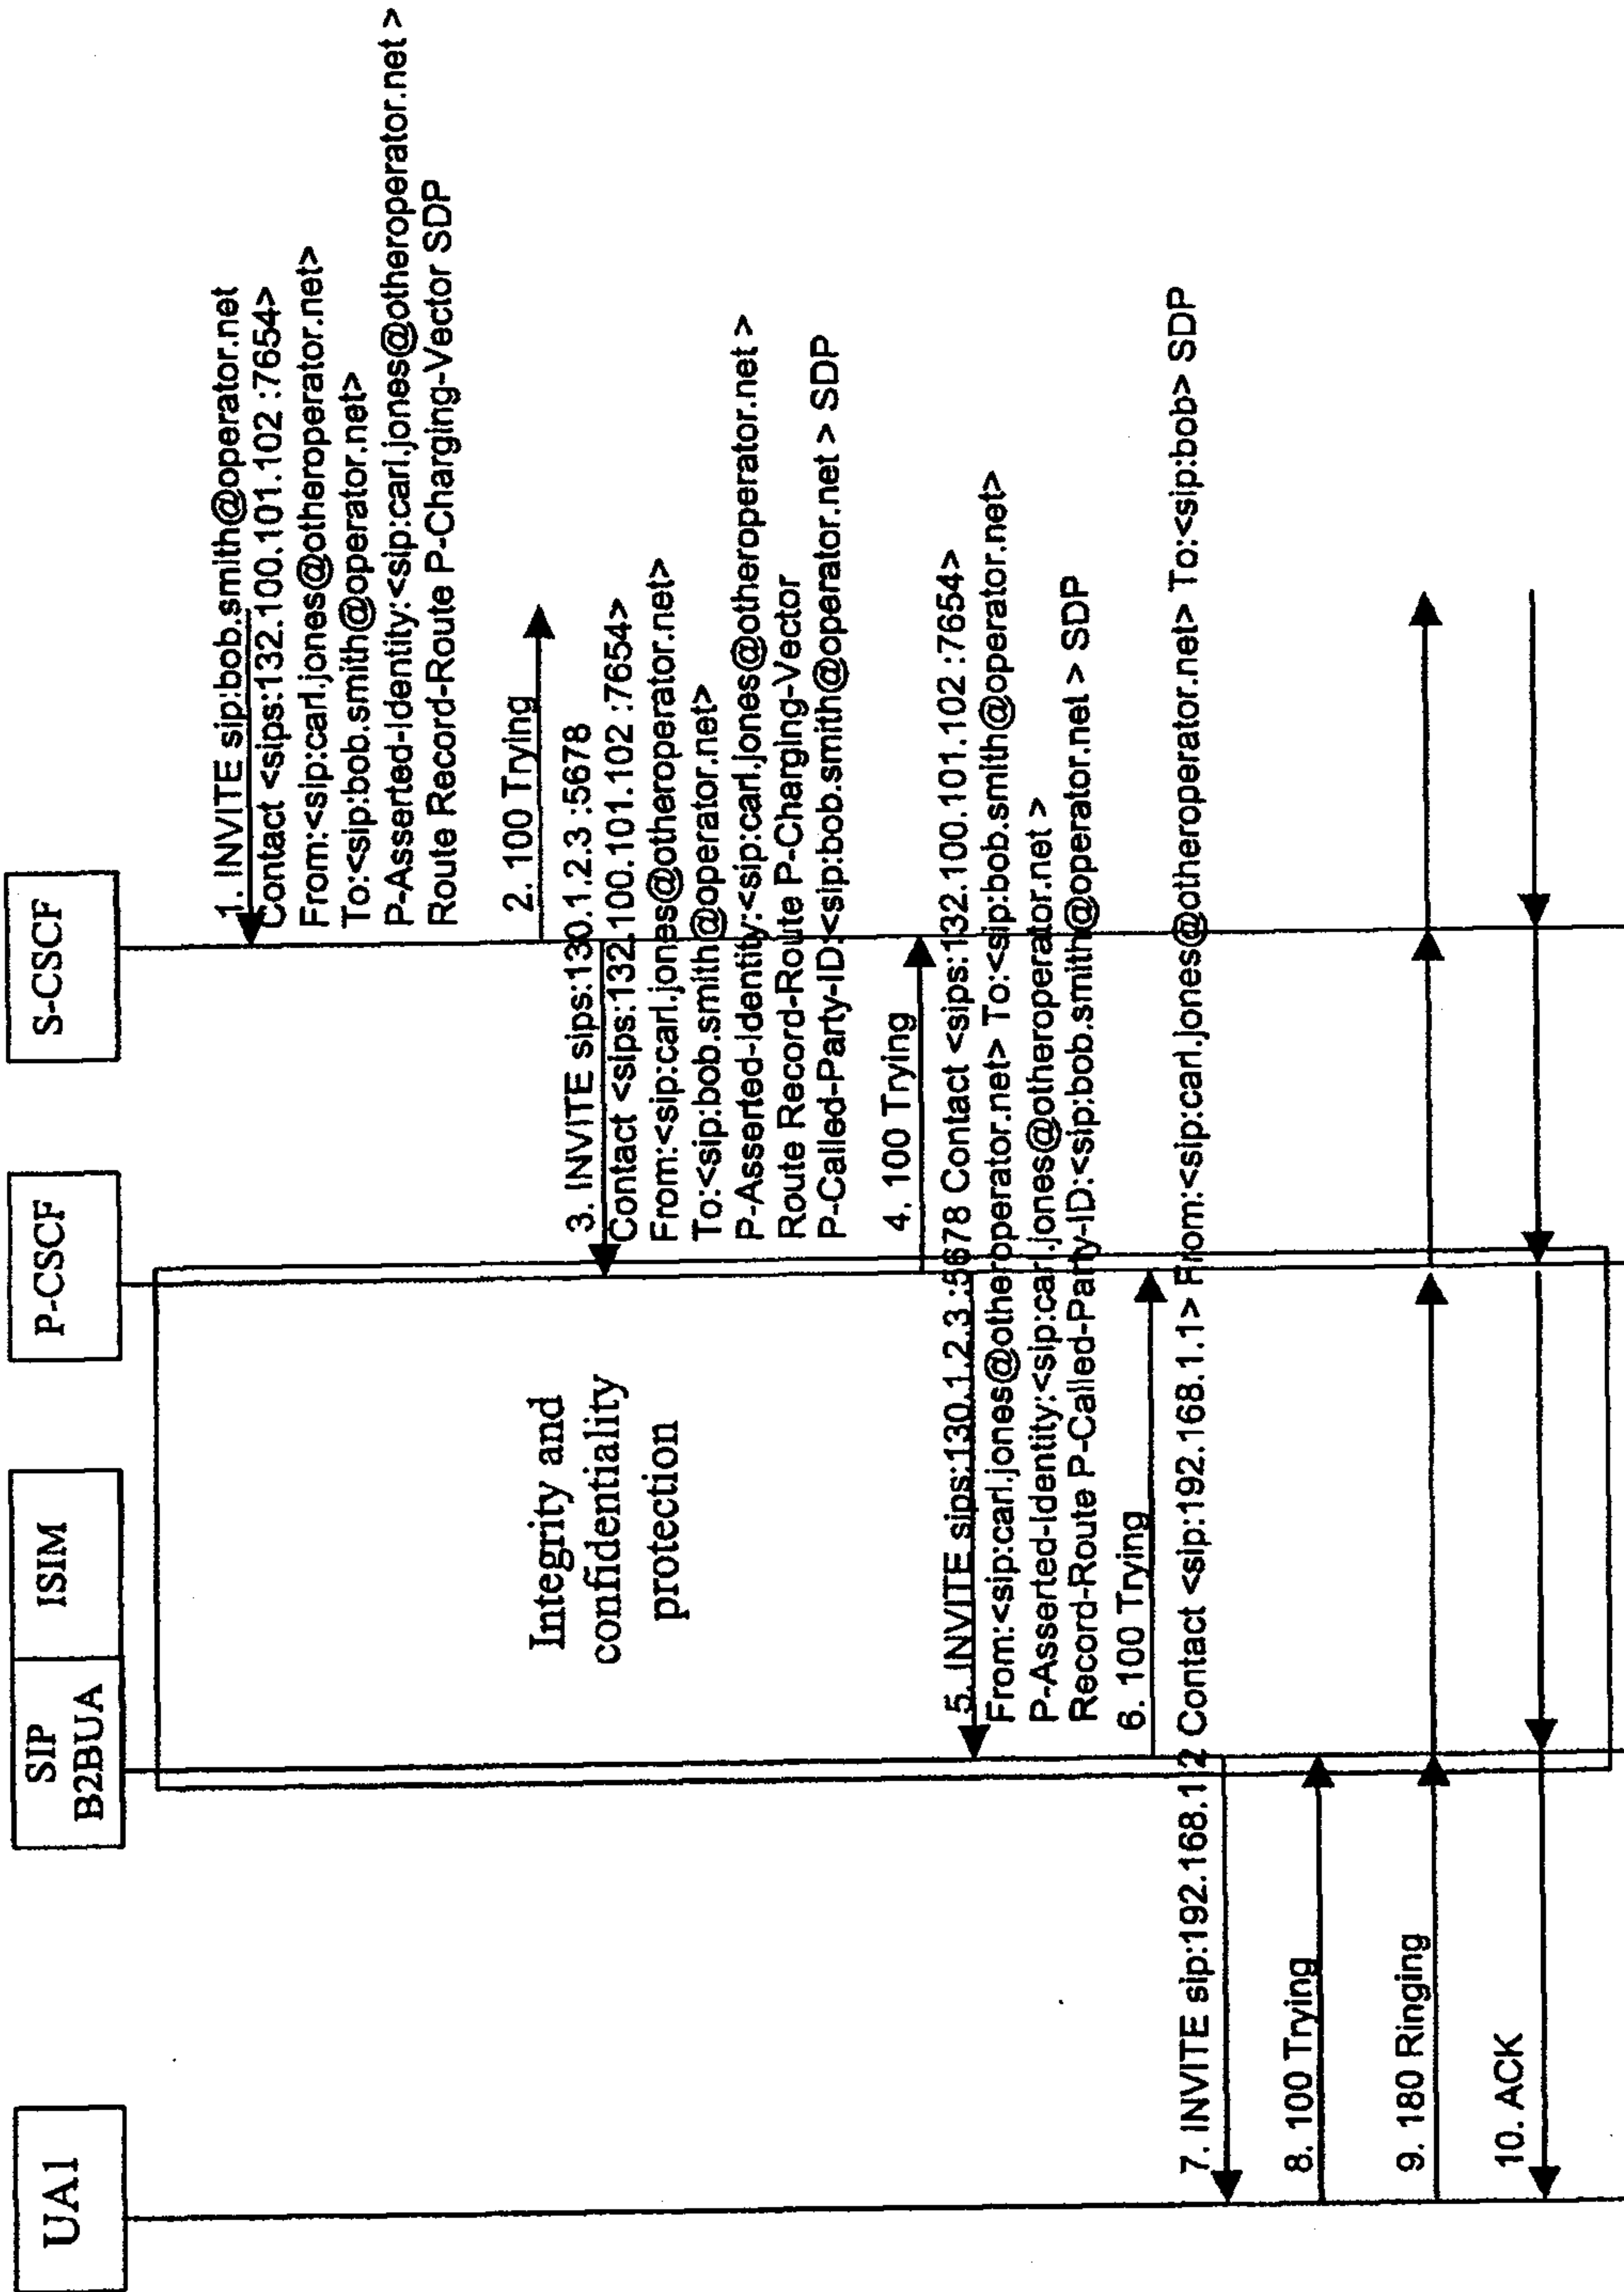 UA1
SIP
B2BUA
ISIM
P-CSCF
S-CSCF
1. INVITE sip:bob.smith@operator.net
Contact <sips:132.100.101.102 :7654>
From:<sip:carl.jones@otheroperator.net>
To:<sip:bob.smith@operator.net>
P-Asserted-Identity:<sip:carl.jones@otheroperator.net >
Route Record-Route P-Charging-Vector SDP
2. 100 Trying
3. INVITE sips:130.1.2.3 :5678
Contact <sips:132.100.101.102 :7654>
From:<sip:carl.jones@otheroperator.net>
To:<sip:bob.smith@operator.net>
P-Asserted-Identity:<sip:carl.jones@otheroperator.net >
Route Record-Route P-Charging-Vector
P-Called-Party-ID:<sip:bob.smith@operator.net > SDP
Integrity and
confidentiality
protection
4. 100 Trying
5. INVITE sips:130.1.2.3 :5678 Contact <sips:132.100.101.102 :7654>
From:<sip:carl.jones@otheroperator.net> To:<sip:bob.smith@operator.net>
P-Asserted-Identity:<sip:carl.jones@otheroperator.net >
Record-Route P-Called-Party-ID:<sip:bob.smith@operator.net > SDP
6. 100 Trying
7. INVITE sip:192.168.1.2 Contact <sip:192.168.1.1> From:<sip:carl.jones@otheroperator.net> To:<sip:bob> SDP
8. 100 Trying
9. 180 Ringing
10. ACK